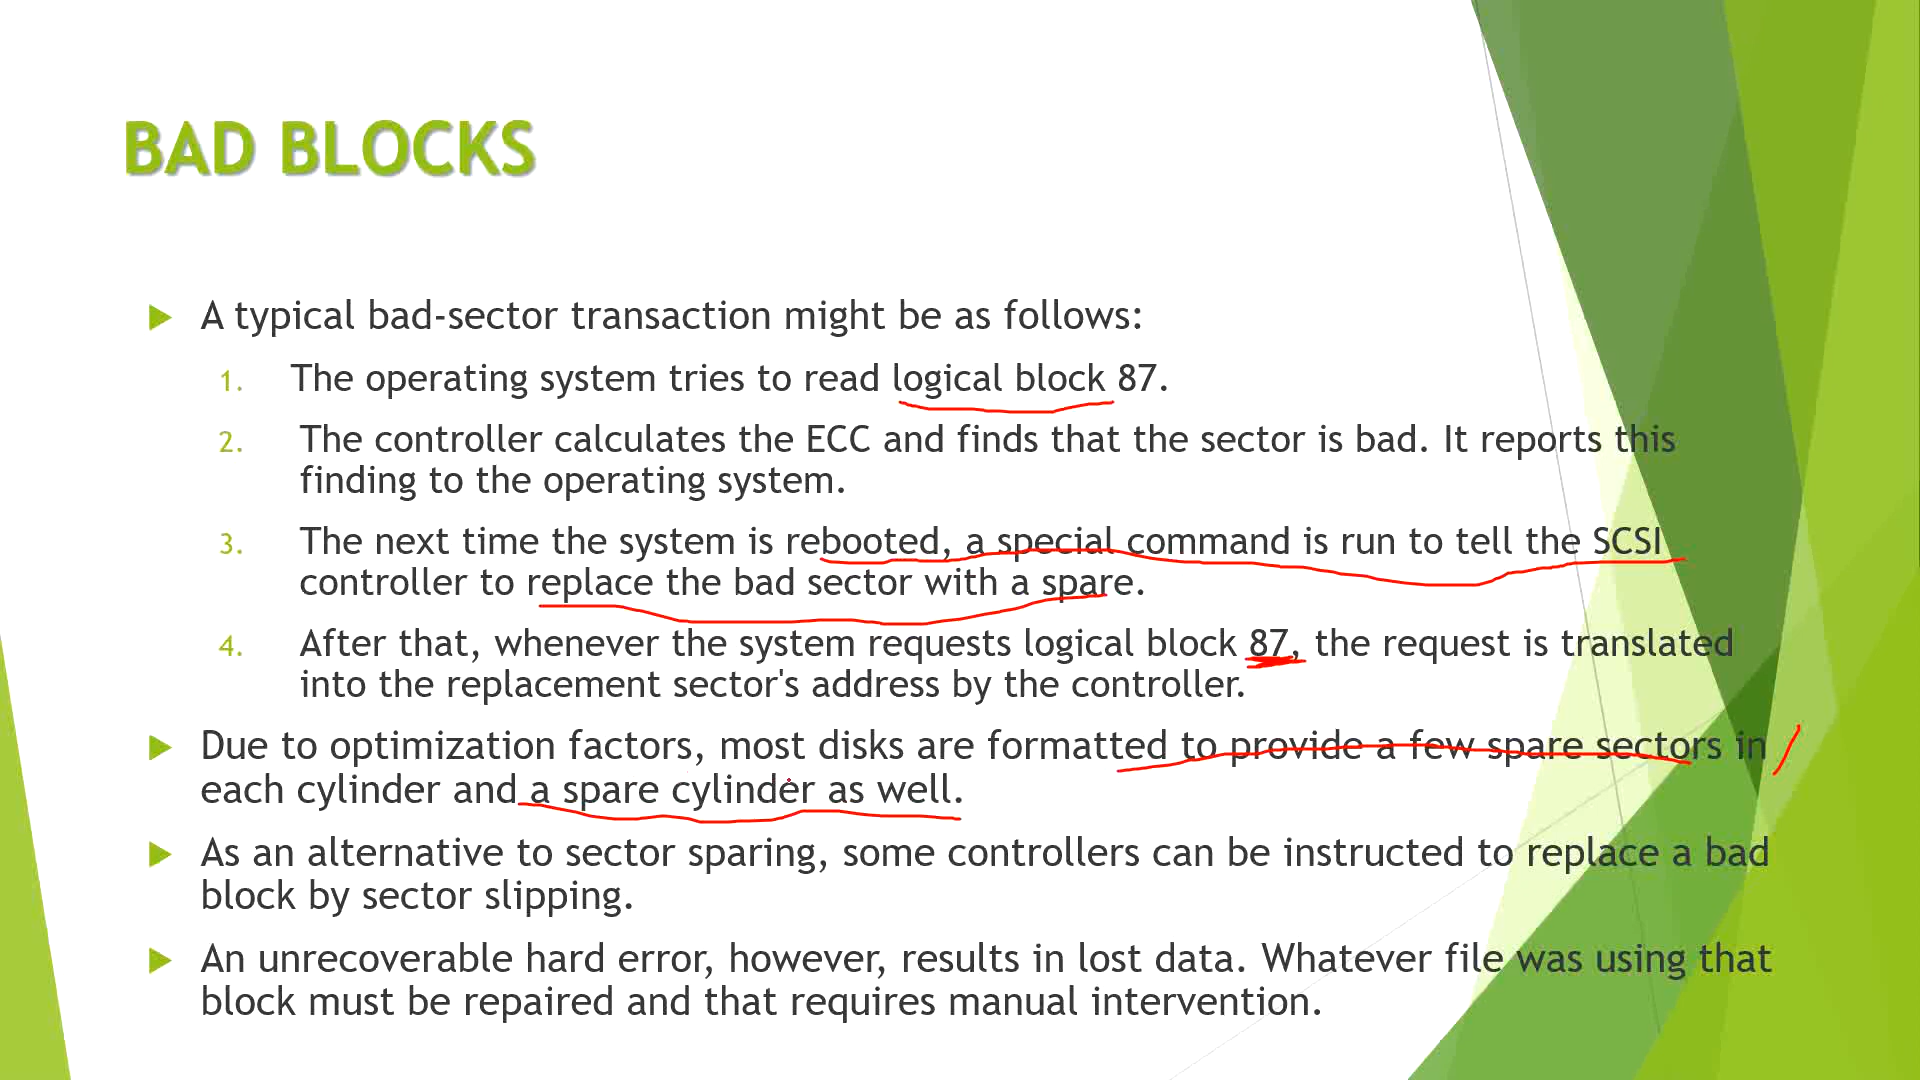 BAD BLOCKS
A typical bad-sector transaction might be as follows:
1. The operating system tries to read logical block 87.
2. The controller calculates the ECC and finds that the sector is bad. It reports this
finding to the operating system.
3. The next time the system is rebooted, a special command is run to tell the SCSI
controller to replace the bad sector with a spare.
4. After that, whenever the system requests logical block 87, the request is translated
into the replacement sector's address by the controller.
Due to optimization factors, most disks are formatted to provide a few spare sectors in
each cylinder and a spare cylinder as well.
As an alternative to sector sparing, some controllers can be instructed to replace a bad
block by sector slipping.
An unrecoverable hard error, however, results in lost data. Whatever file was using that
block must be repaired and that requires manual intervention.